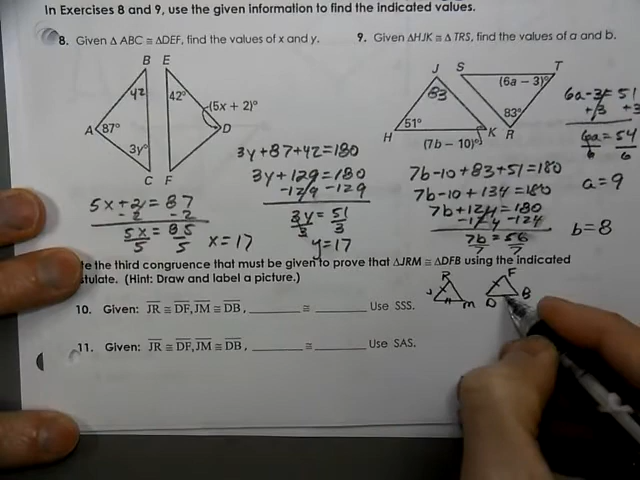 In Exercises 8 and 9, use the given information to find the indicated values.
8. Given △ ABC ≅ △DEF, find the values of x and y.
9. Given △HJK ≅ △ TRS, find the values of a and b.
B E
42
42°
(5x + 2)°
A 87°
D
3y°
C F
J S T
83
(6a – 3)°
83°
51°
H K R
(7b – 10)°
6a-3=51
+3 +3
6a=54
6 6
a=9
b=8
3y+87+42=180
3y+129=180
-129 -129
3y=51
3 3
y=17
5x+2=87
-2 -2
5x=85
5 5
x=17
7b-10+83+51=180
7b-10+134=180
7b+124=180
-124 -124
7b=56
7 7
te the third congruence that must be given to prove that △JRM ≅ △DFB using the indicated
stulate. (Hint: Draw and label a picture.)
R F
J M D B
10. Given: JR ≅ DF, JM ≅ DB, ________ ≅ ________ Use SSS.
11. Given: JR ≅ DF, JM ≅ DB, ________ ≅ ________ Use SAS.